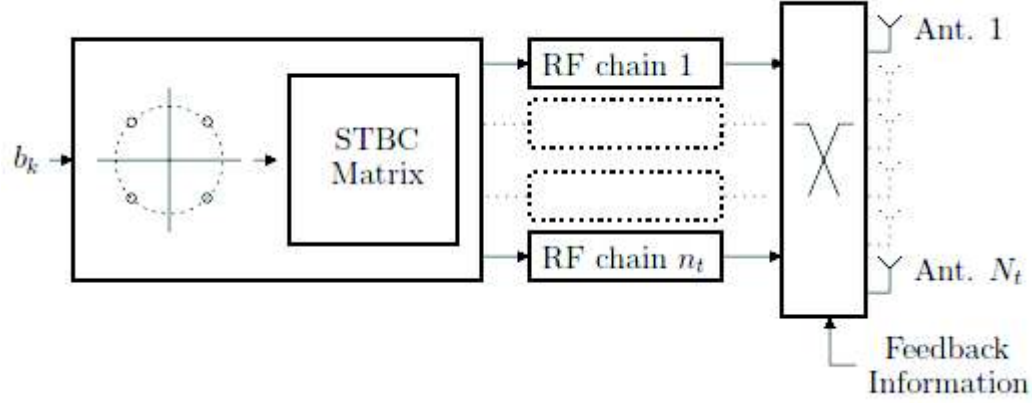 b_k
STBC
Matrix
RF chain 1
RF chain n_t
Ant. 1
Ant. N_t
Feedback
Information